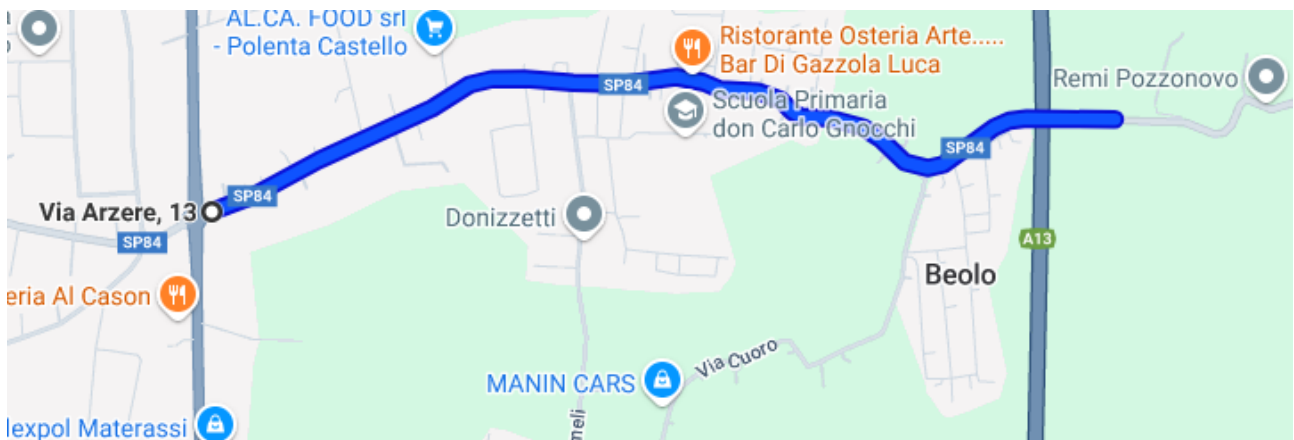 AL.CA. FOOD srl
- Polenta Castello
Ristorante Osteria Arte.....
Bar Di Gazzola Luca
SP84
Remi Pozzonovo
Scuola Primaria
don Carlo Gnocchi
SP84
SP84
Via Arzere, 13
Donizzetti
SP84
A13
Beolo
eria Al Cason
Via Cuoro
MANIN CARS
lexpol Materassi
meli